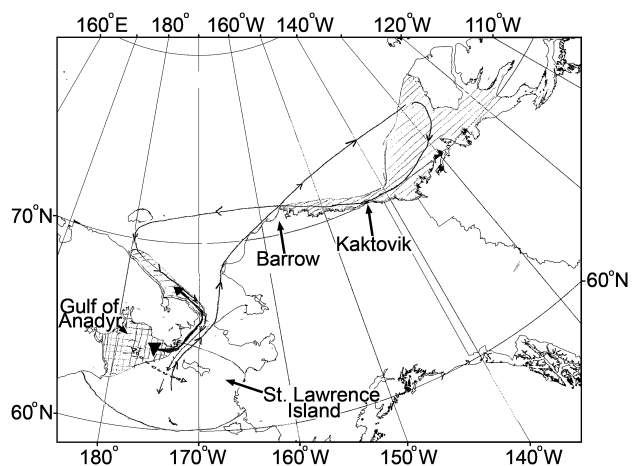 160°E 180° 160°W 140°W 120°W 110°W
70°N
Barrow
Kaktovik
60°N
Gulf of
Anadyr
St. Lawrence
Island
60°N
180° 170°W 160°W 150°W 140°W